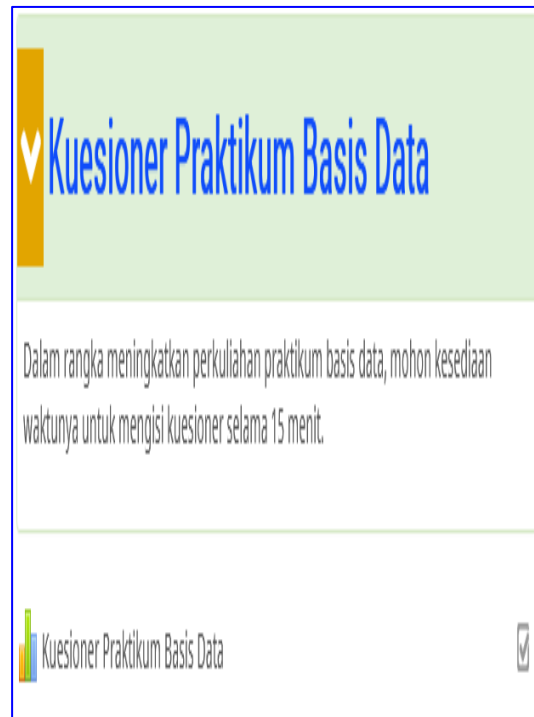 Kuesioner Praktikum Basis Data
Dalam rangka meningkatkan perkuliahan praktikum basis data, mohon kesediaan
waktunya untuk mengisi kuesioner selama 15 menit.
Kuesioner Praktikum Basis Data